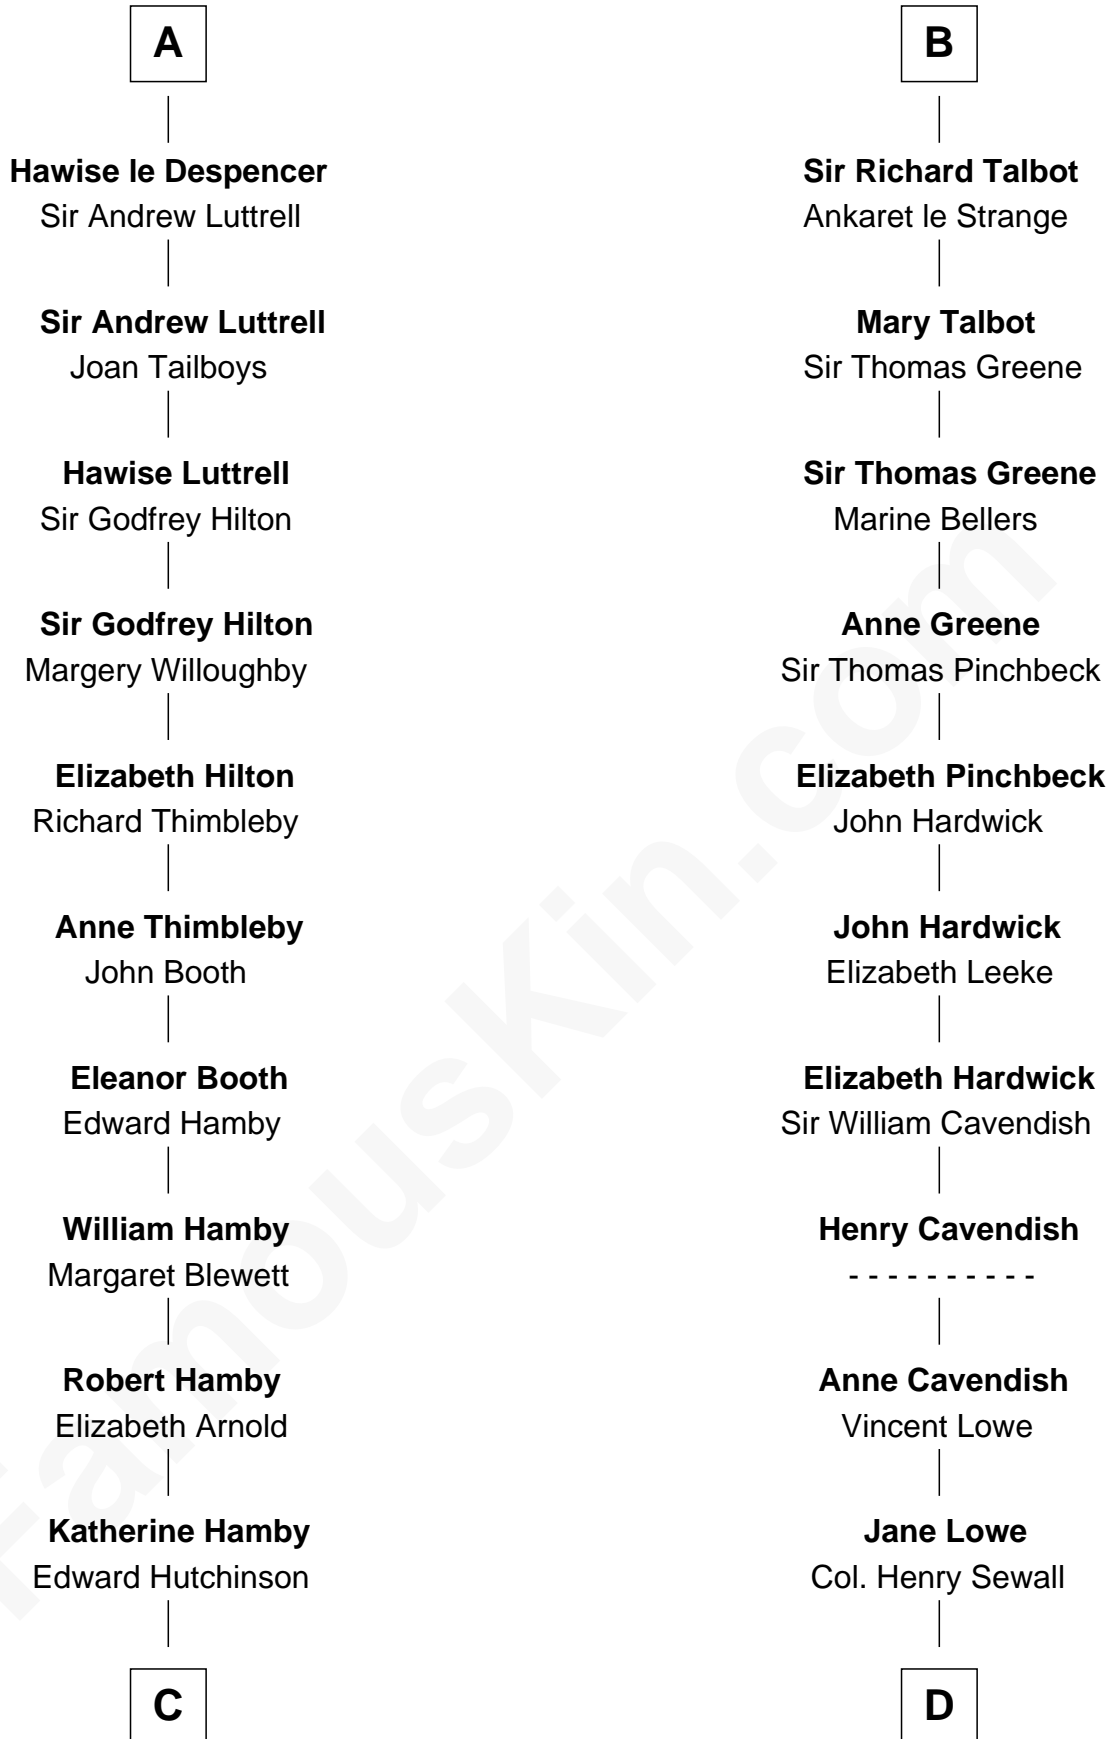 A
Hawise le Despencer
Sir Andrew Luttrell
Sir Andrew Luttrell
Joan Tailboys
Hawise Luttrell
Sir Godfrey Hilton
Sir Godfrey Hilton
Margery Willoughby
Elizabeth Hilton
Richard Thimbleby
Anne Thimbleby
John Booth
Eleanor Booth
Edward Hamby
William Hamby
Margaret Blewett
Robert Hamby
Elizabeth Arnold
Katherine Hamby
Edward Hutchinson
C
B
Sir Richard Talbot
Ankaret le Strange
Mary Talbot
Sir Thomas Greene
Sir Thomas Greene
Marine Bellers
Anne Greene
Sir Thomas Pinchbeck
Elizabeth Pinchbeck
John Hardwick
John Hardwick
Elizabeth Leeke
Elizabeth Hardwick
Sir William Cavendish
Henry Cavendish
- - - - - - - - - -
Anne Cavendish
Vincent Lowe
Jane Lowe
Col. Henry Sewall
D
FamousKin.com